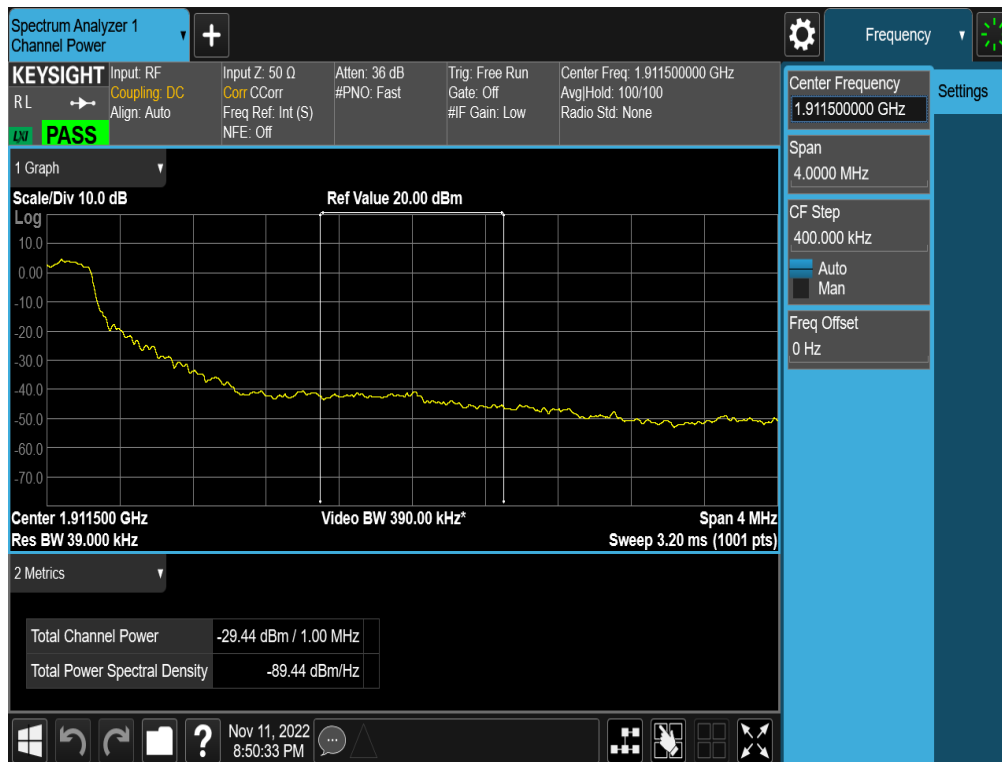 Spectrum Analyzer 1
Channel Power
Frequency
KEYSIGHT
RL
LXI PASS
Input: RF
Coupling: DC
Align: Auto
Input Z: 50 Ω
Corr CCorr
Freq Ref: Int (S)
NFE: Off
Atten: 36 dB
#PNO: Fast
Trig: Free Run
Gate: Off
#IF Gain: Low
Center Freq: 1.911500000 GHz
Avg|Hold: 100/100
Radio Std: None
Center Frequency
1.911500000 GHz
Settings
Span
4.0000 MHz
CF Step
400.000 kHz
Auto
Man
Freq Offset
0 Hz
1 Graph
Scale/Div 10.0 dB
Ref Value 20.00 dBm
Log
10.0
0.00
-10.0
-20.0
-30.0
-40.0
-50.0
-60.0
-70.0
Center 1.911500 GHz
Video BW 390.00 kHz*
Span 4 MHz
Res BW 39.000 kHz
Sweep 3.20 ms (1001 pts)
2 Metrics
Total Channel Power -29.44 dBm / 1.00 MHz
Total Power Spectral Density -89.44 dBm/Hz
?
Nov 11, 2022
8:50:33 PM